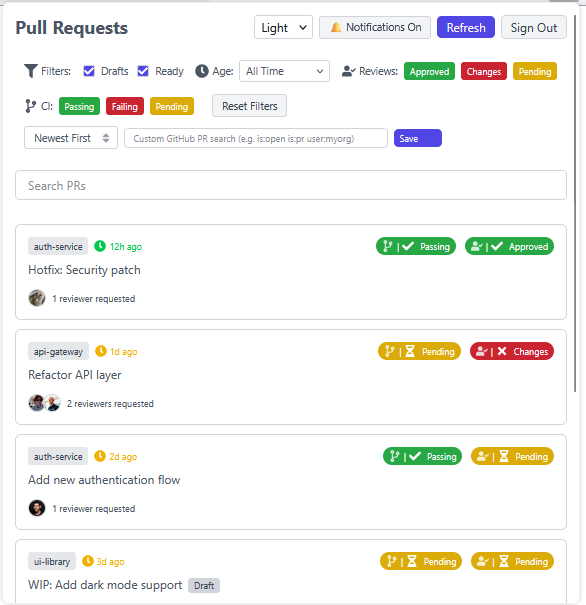 Pull Requests Light Notifications On Refresh Sign Out
Filters: Drafts Ready Age: All Time Reviews: Approved Changes Pending
CI: Passing Failing Pending Reset Filters
Newest First Custom GitHub PR search (e.g. is:open is:pr user:myorg) Save
Search PRs
auth-service 12h ago | Passing | Approved
Hotfix: Security patch
1 reviewer requested
api-gateway 1d ago | Pending | Changes
Refactor API layer
2 reviewers requested
auth-service 2d ago | Passing | Pending
Add new authentication flow
1 reviewer requested
ui-library 3d ago | Pending | Pending
WIP: Add dark mode support Draft